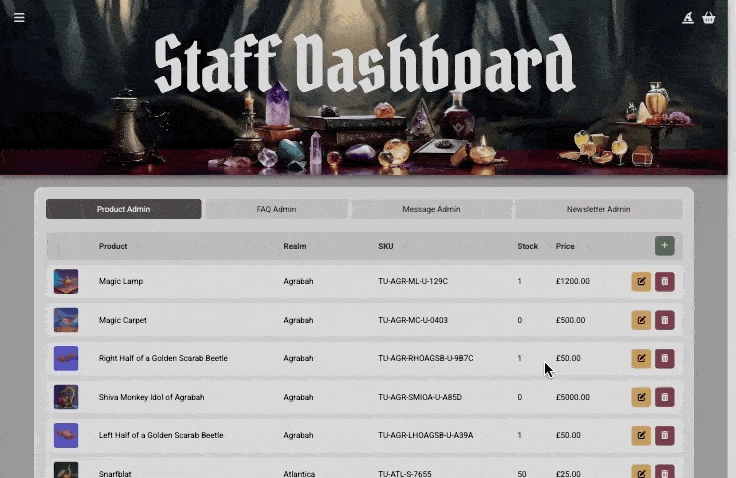 Staff Dashboard
Product Admin FAQ Admin Message Admin Newsletter Admin
Product Realm SKU Stock Price
Magic Lamp Agrabah TU-AGR-ML-U-129C 1 £1200.00
Magic Carpet Agrabah TU-AGR-MC-U-0403 0 £500.00
Right Half of a Golden Scarab Beetle Agrabah TU-AGR-RHOAGSB-U-9B7C 1 £50.00
Shiva Monkey Idol of Agrabah Agrabah TU-AGR-SMIOA-U-A85D 0 £5000.00
Left Half of a Golden Scarab Beetle Agrabah TU-AGR-LHOAGSB-U-A39A 1 £50.00
Snarfblat Atlantica TU-ATL-S-7655 50 £25.00